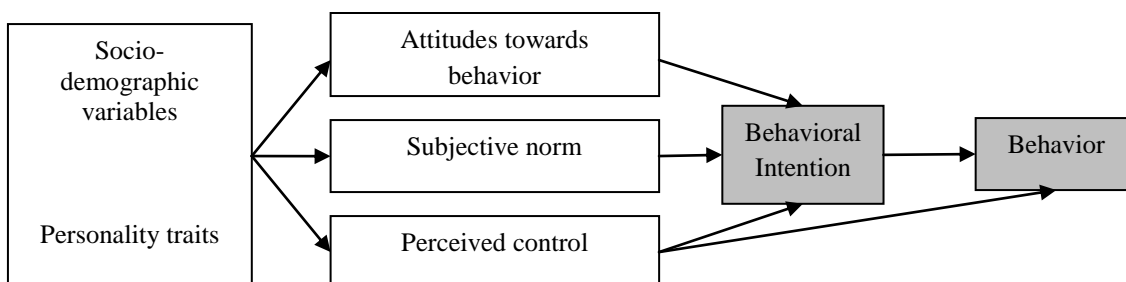 Socio-
demographic
variables
Personality traits
Attitudes towards
behavior
Subjective norm
Perceived control
Behavioral
Intention
Behavior